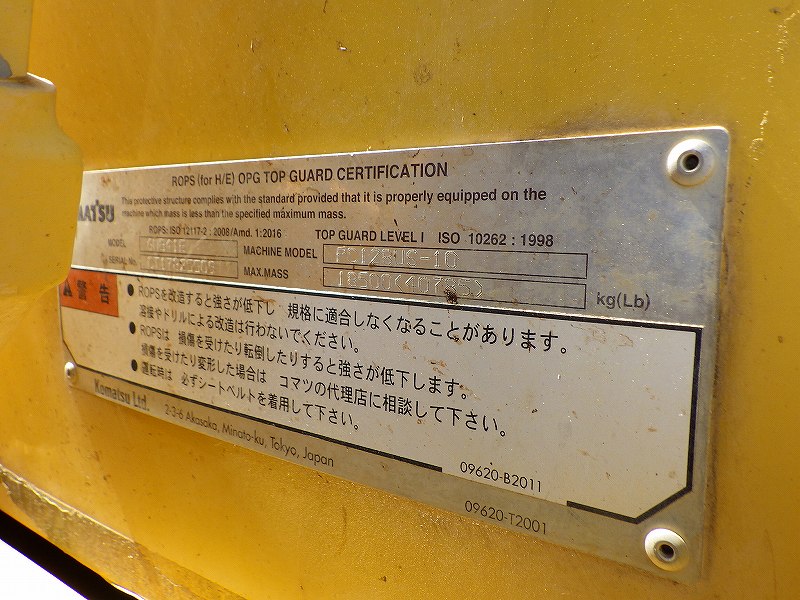 ROPS (for H/E) OPG TOP GUARD CERTIFICATION
MATSU
This protective structure complies with the standard provided that it is properly equipped on the
machine which mass is less than the specified maximum mass.
ROPS: ISO 12117-2 : 2008/Amd. 1:2016 TOP GUARD LEVEL I ISO 10262 : 1998
MODEL MACHINE MODEL PC128US-10
SERIAL No. MAX.MASS kg(Lb)
警告
● ROPSを改造すると強さが低下し 規格に適合しなくなることがあります。
溶接やドリルによる改造は行わないでください。
● ROPSは 損傷を受けたり転倒したりすると強さが低下します。
損傷を受けたり変形した場合は コマツの代理店に相談して下さい。
● 運転時は 必ずシートベルトを着用して下さい。
Komatsu Ltd.
2-3-6 Akasaka, Minato-ku, Tokyo, Japan
09620-B2011
09620-T2001